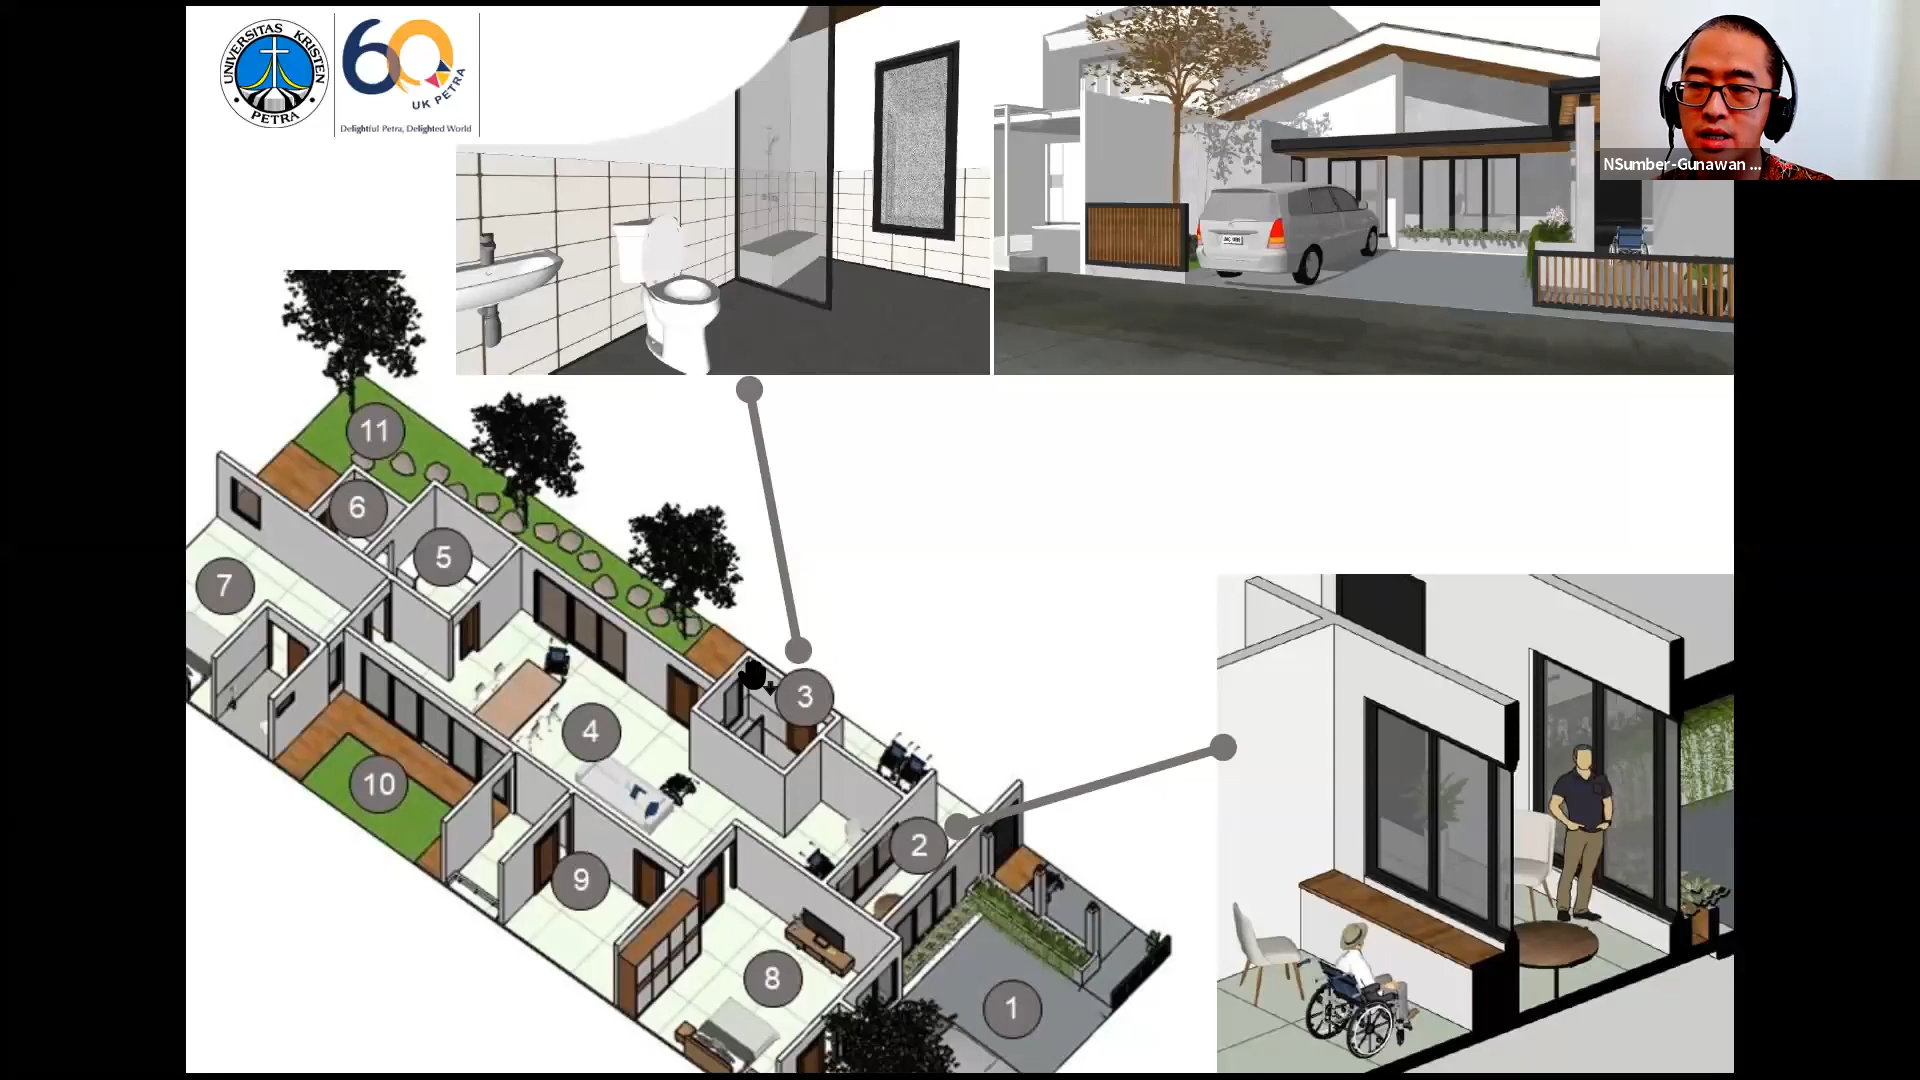 UNIVERSITAS KRISTEN
PETRA
60
UK PETRA
Delightful Petra, Delighted World
NSumber-Gunawan ...
11
6
5
7
3
4
10
2
9
8
1